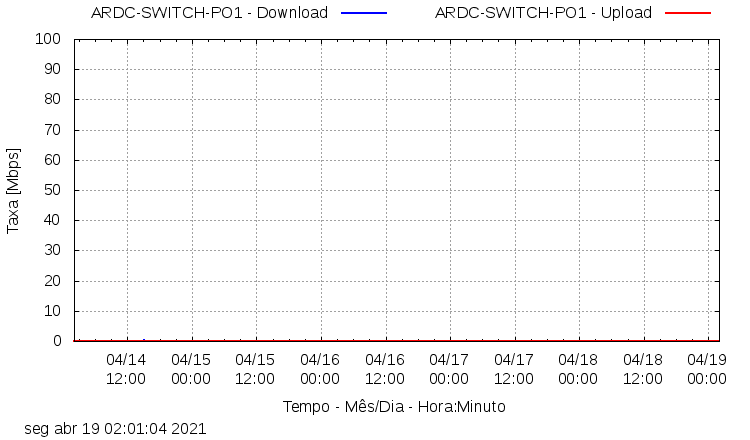 ARDC-SWITCH-PO1 - Download ARDC-SWITCH-PO1 - Upload
100
90
80
70
60
50
40
30
20
10
0
Taxa [Mbps]
04/14 04/15 04/15 04/16 04/16 04/17 04/17 04/18 04/18 04/19
12:00 00:00 12:00 00:00 12:00 00:00 12:00 00:00 12:00 00:00
Tempo - Mês/Dia - Hora:Minuto
seg abr 19 02:01:04 2021